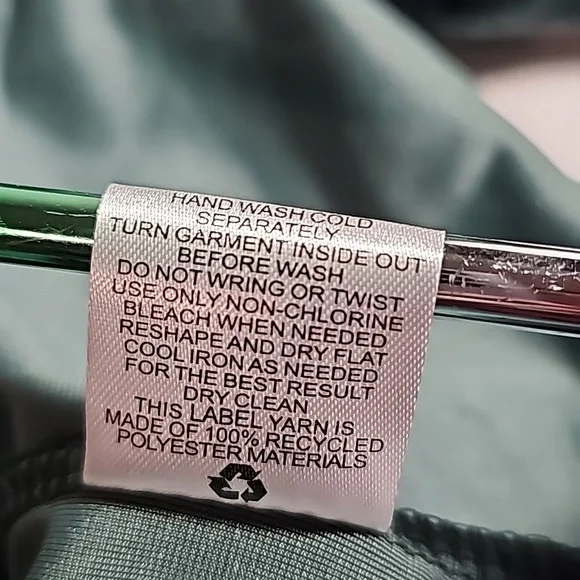 HAND WASH COLD
SEPARATELY
TURN GARMENT INSIDE OUT
BEFORE WASH
DO NOT WRING OR TWIST
USE ONLY NON-CHLORINE
BLEACH WHEN NEEDED
RESHAPE AND DRY FLAT
COOL IRON AS NEEDED
FOR THE BEST RESULT
DRY CLEAN
THIS LABEL YARN IS
MADE OF 100% RECYCLED
POLYESTER MATERIALS